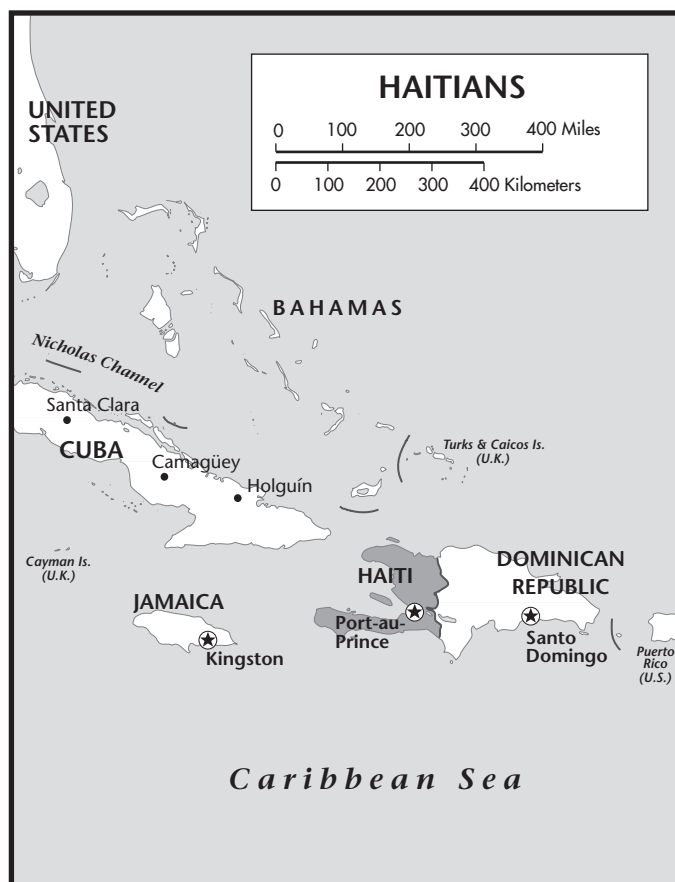 HAITIANS
0 100 200 300 400 Miles
0 100 200 300 400 Kilometers
UNITED
STATES
BAHAMAS
Nicholas Channel
Santa Clara
CUBA
Camagüey
Holguín
Turks & Caicos Is.
(U.K.)
Cayman Is.
(U.K.)
JAMAICA
Kingston
HAITI
Port-au-
Prince
DOMINICAN
REPUBLIC
Santo
Domingo
Puerto
Rico
(U.S.)
Caribbean Sea